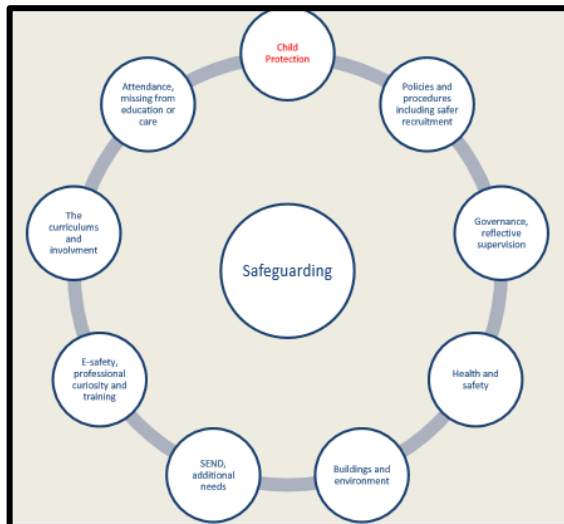 Child
Protection
Policies and
procedures
including safer
recruitment
Governance,
reflective
supervision
Health and
safety
Buildings and
environment
SEND,
additional
needs
E-safety,
professional
curiosity and
training
The
curriculums
and
involvment
Attendance,
missing from
education or
care
Safeguarding